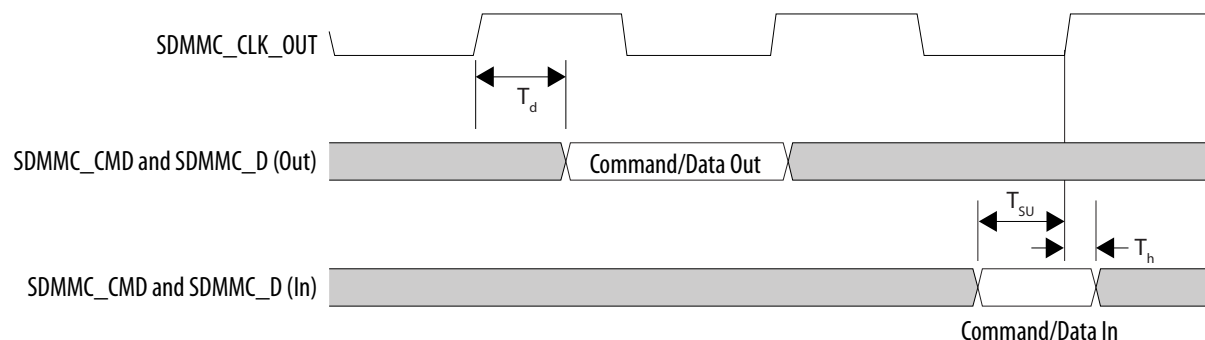 SDMMC_CLK_OUT
T_d
SDMMC_CMD and SDMMC_D (Out)
Command/Data Out
T_SU
T_h
SDMMC_CMD and SDMMC_D (In)
Command/Data In